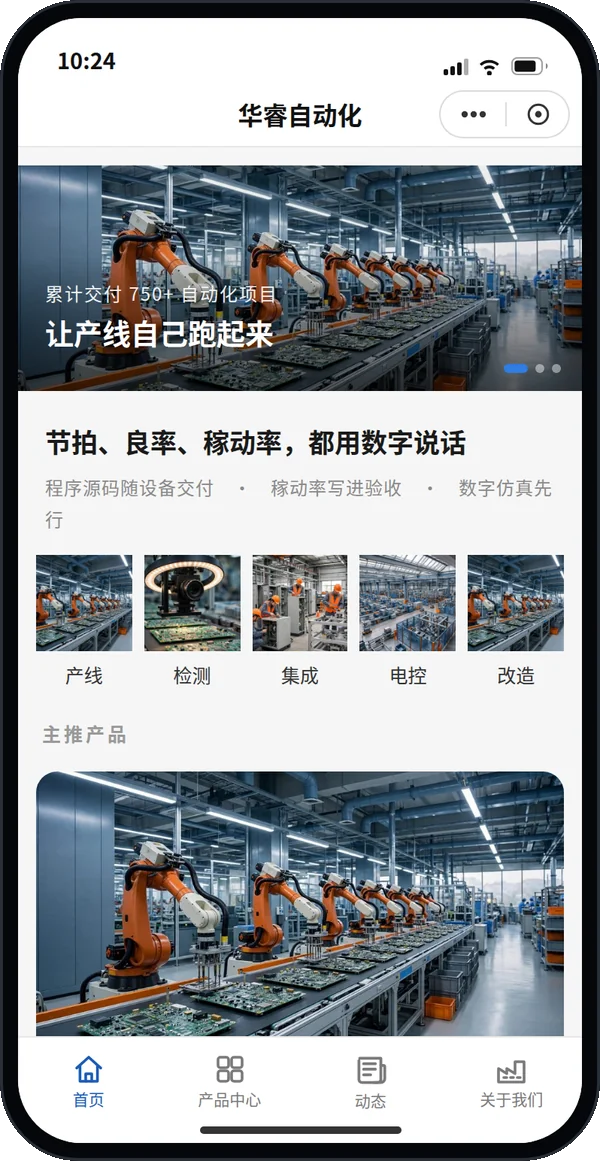 10:24
华睿自动化
累计交付 750+ 自动化项目
让产线自己跑起来
节拍、良率、稼动率，都用数字说话
程序源码随设备交付 · 稼动率写进验收 · 数字仿真先
行
产线 检测 集成 电控 改造
主推产品
首页 产品中心 动态 关于我们